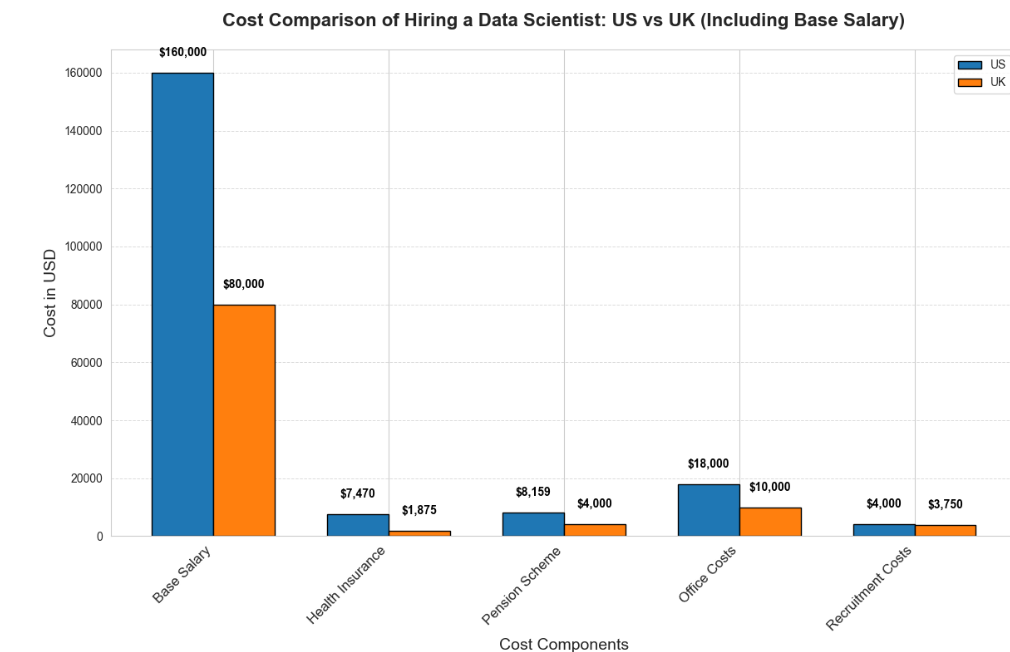 Cost Comparison of Hiring a Data Scientist: US vs UK (Including Base Salary)
US
UK
Cost in USD
160000
140000
120000
100000
80000
60000
40000
20000
0
$160,000
$80,000
$7,470
$1,875
$8,159
$4,000
$18,000
$10,000
$4,000
$3,750
Base Salary
Health Insurance
Pension Scheme
Office Costs
Recruitment Costs
Cost Components